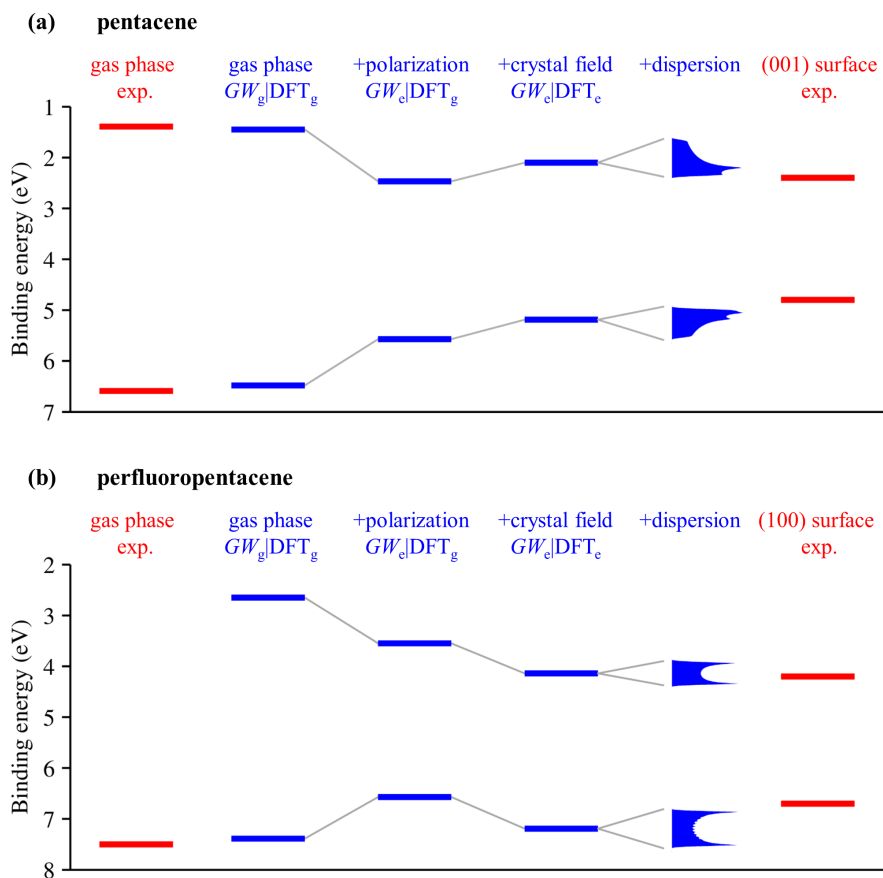 (a) pentacene
gas phase gas phase +polarization +crystal field +dispersion (001) surface
exp. GWg|DFTg GWe|DFTg GWe|DFTe exp.
1
2
3
4
5
6
7
Binding energy (eV)
(b) perfluoropentacene
gas phase gas phase +polarization +crystal field +dispersion (100) surface
exp. GWg|DFTg GWe|DFTg GWe|DFTe exp.
2
3
4
5
6
7
8
Binding energy (eV)